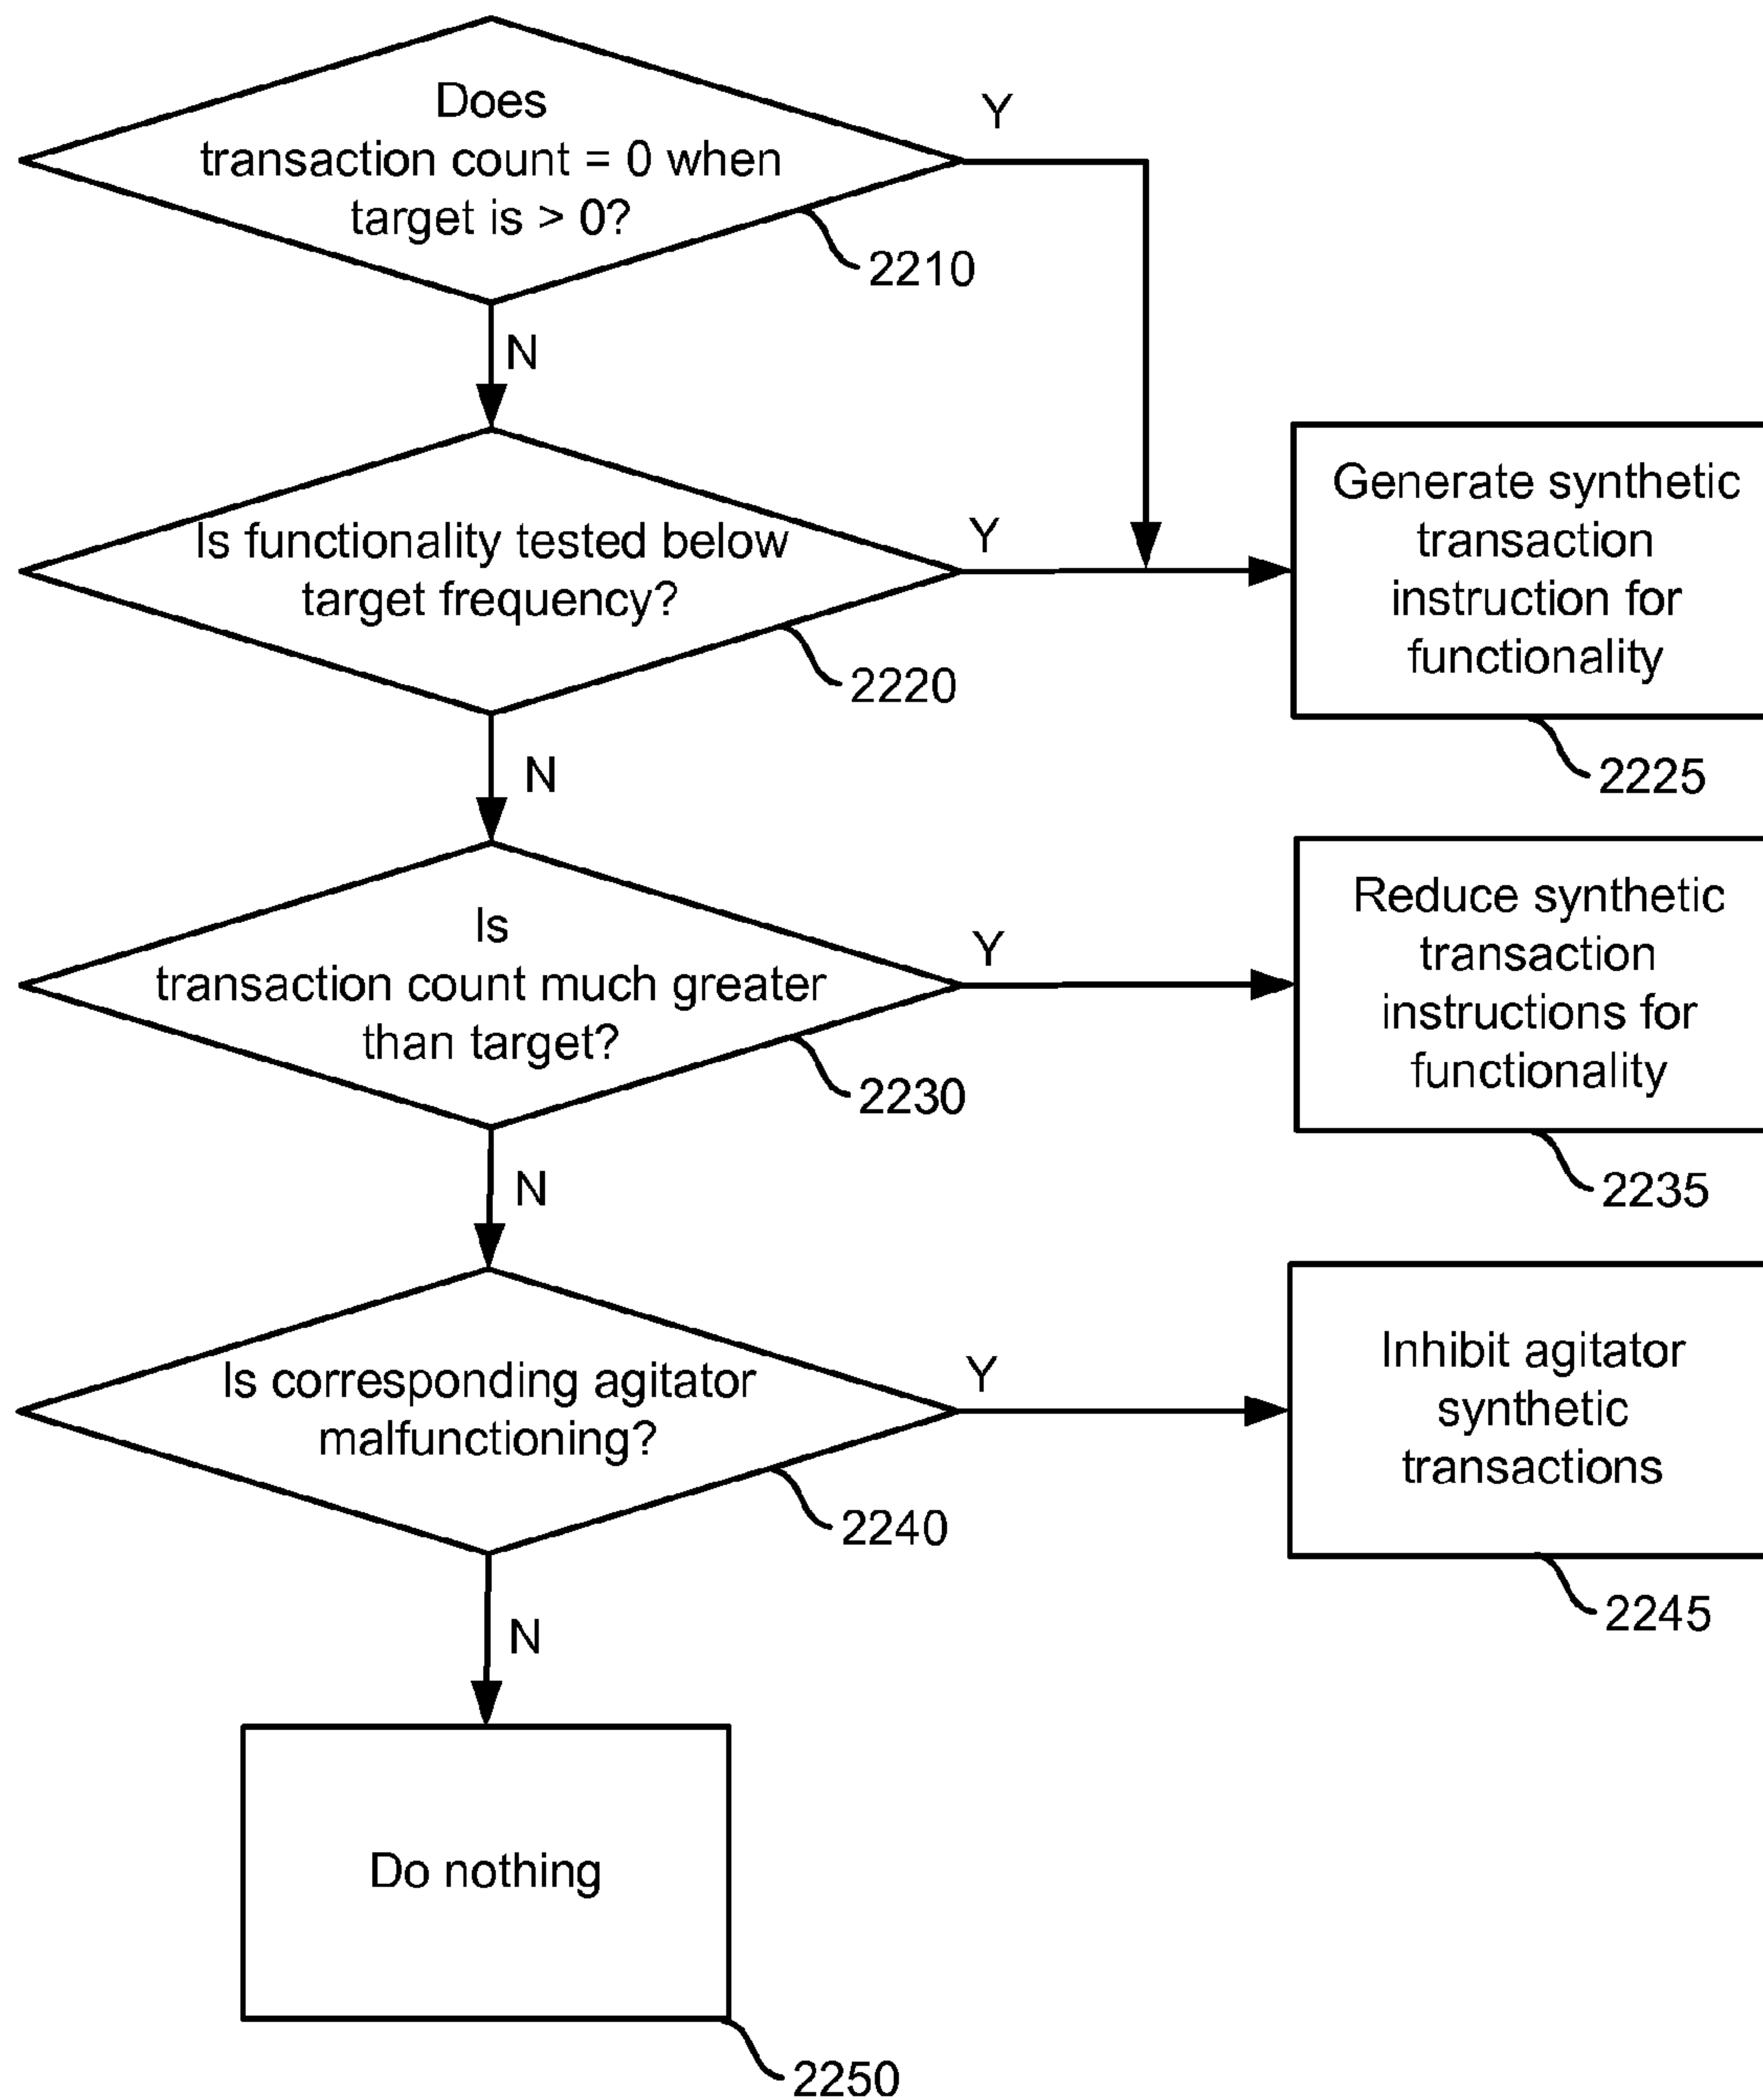 Does
transaction count = 0 when
target is > 0?
Y
2210
N
Is functionality tested below
target frequency?
Y
2220
Generate synthetic
transaction
instruction for
functionality
2225
N
Is
transaction count much greater
than target?
Y
2230
Reduce synthetic
transaction
instructions for
functionality
2235
N
Is corresponding agitator
malfunctioning?
Y
2240
Inhibit agitator
synthetic
transactions
2245
N
Do nothing
2250